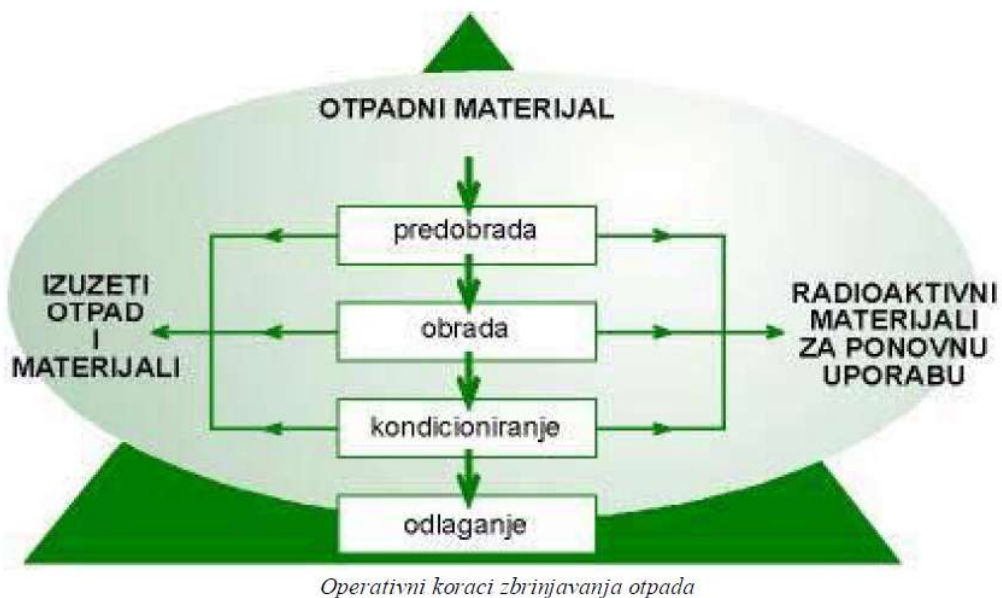 OTPADNI MATERIJAL
predobrada
IZUZETI
OTPAD
I
MATERIJALI
obrada
RADIOAKTIVNI
MATERIJALI
ZA PONOVNU
UPORABU
kondicioniranje
odlaganje
Operativni koraci zbrinjavanja otpada